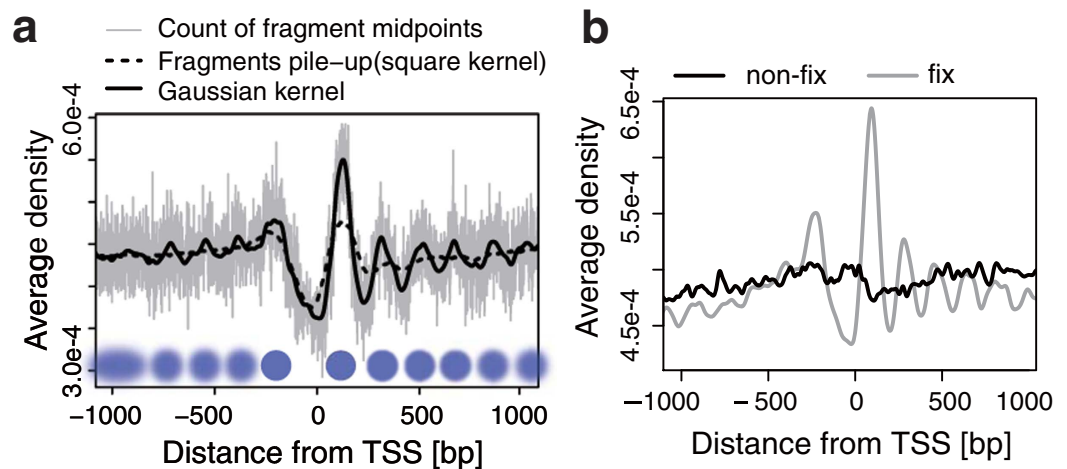 a
Count of fragment midpoints
Fragments pile-up(square kernel)
Gaussian kernel
Average density
6.0e-4
3.0e-4
−1000 −500 0 500 1000
Distance from TSS [bp]
b
non-fix fix
Average density
6.5e-4
5.5e-4
4.5e-4
−1000 −500 0 500 1000
Distance from TSS [bp]